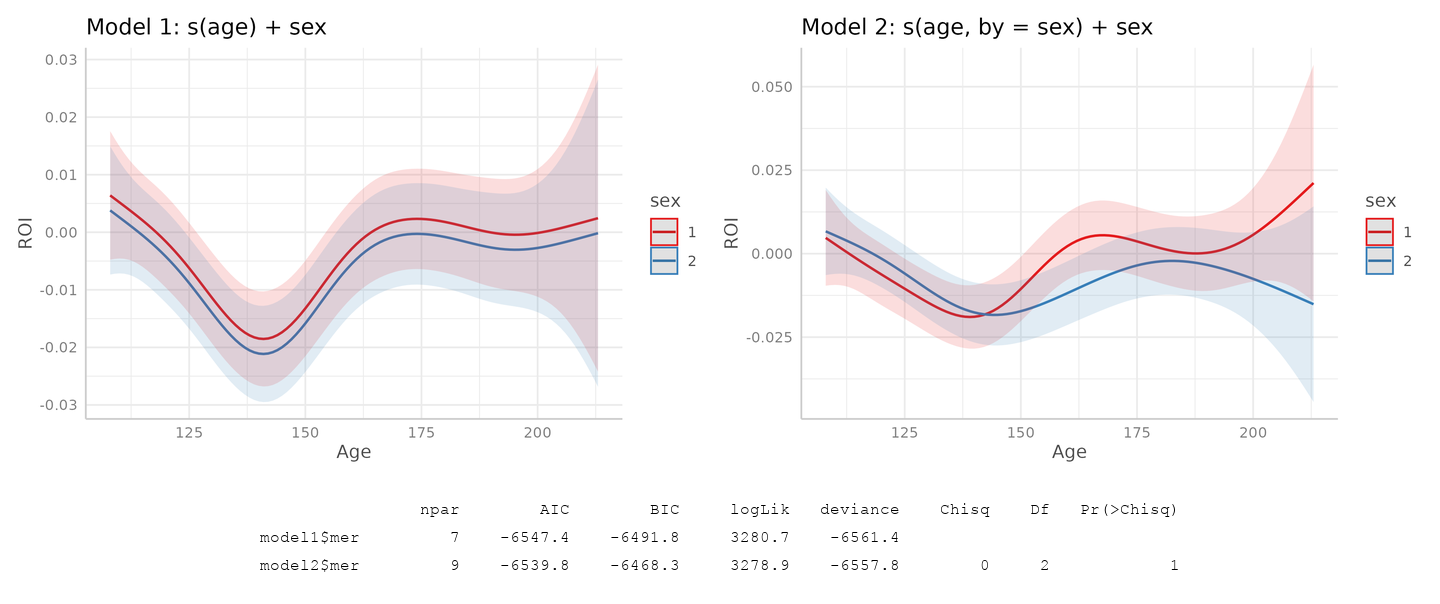 Model 1: s(age) + sex
0.03
0.02
0.01
0.00
-0.01
-0.02
-0.03
ROI
125 150 175 200
Age
sex
1
2
Model 2: s(age, by = sex) + sex
0.050
0.025
0.000
-0.025
ROI
125 150 175 200
Age
sex
1
2
npar AIC BIC logLik deviance Chisq Df Pr(>Chisq)
model1$mer 7 -6547.4 -6491.8 3280.7 -6561.4
model2$mer 9 -6539.8 -6468.3 3278.9 -6557.8 0 2 1